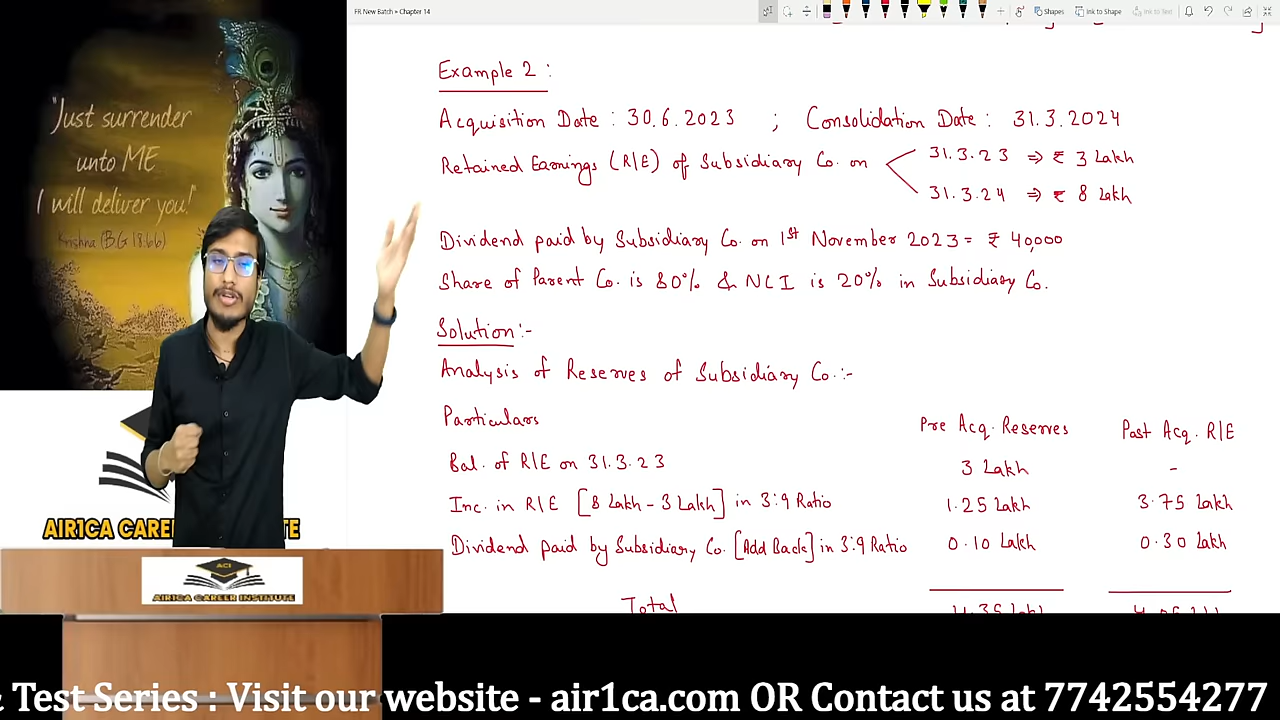 FR New Batch » Chapter 14
Shapes
Ink to Shape
Ink to Text
Example 2 :
Acquisition Date : 30.6.2023 ; Consolidation Date : 31.3.2024
Retained Earnings (R/E) of Subsidiary Co. on
31.3.23 ⇒ ₹ 3 Lakh
31.3.24 ⇒ ₹ 8 Lakh
Dividend paid by Subsidiary Co. on 1st November 2023 = ₹ 40,000
Share of Parent Co. is 80% & NCI is 20% in Subsidiary Co.
Solution :-
Analysis of Reserves of Subsidiary Co. :-
Particulars Pre Acq. Reserves Post Acq. R/E
Bal. of R/E on 31.3.23 3 Lakh -
Inc. in R/E [8 Lakh - 3 Lakh] in 3:9 Ratio 1.25 Lakh 3.75 Lakh
Dividend paid by Subsidiary Co. [Add Back] in 3:9 Ratio 0.10 Lakh 0.30 Lakh
Total
"Just surrender
unto ME
I will deliver you!"
Krishna (B.G 18:66)
AIR1CA CAREER INSTITUTE
ACI
AIR1CA CAREER INSTITUTE
& Test Series : Visit our website - air1ca.com OR Contact us at 7742554277